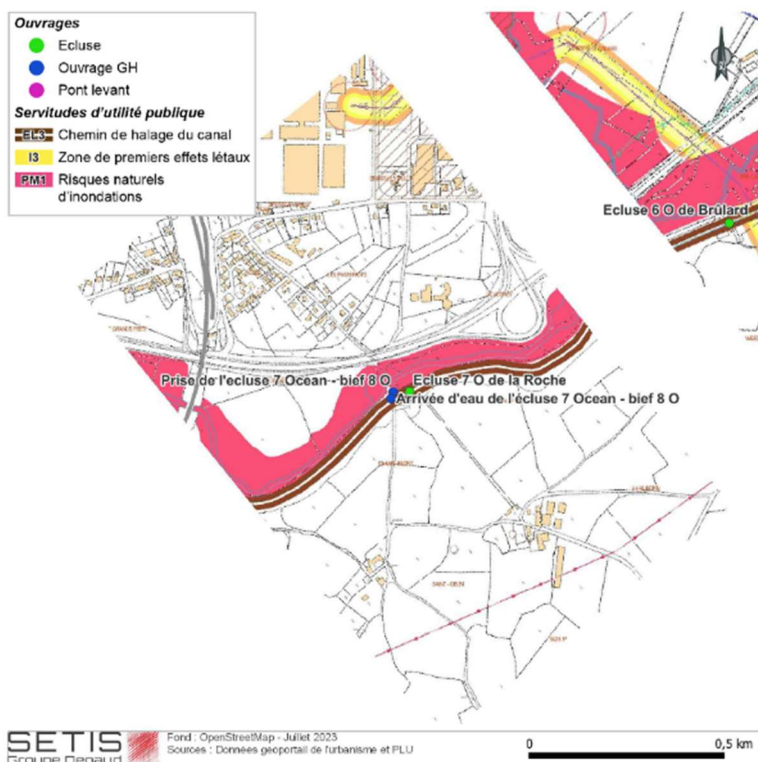 Ouvrages
Ecluse
Ouvrage GH
Pont levant
Servitudes d'utilité publique
EL3 Chemin de halage du canal
I3 Zone de premiers effets létaux
PM1 Risques naturels
d'inondations
Ecluse 6 O de Brûlard
Prise de l'ecluse 7 Ocean - bief 8 O
Ecluse 7 O de la Roche
Arrivée d'eau de l'écluse 7 Ocean - bief 8 O
SETIS
Fond : OpenStreetMap - Juillet 2023
Sources : Données geoportail de l'urbanisme et PLU
0 0,5 km